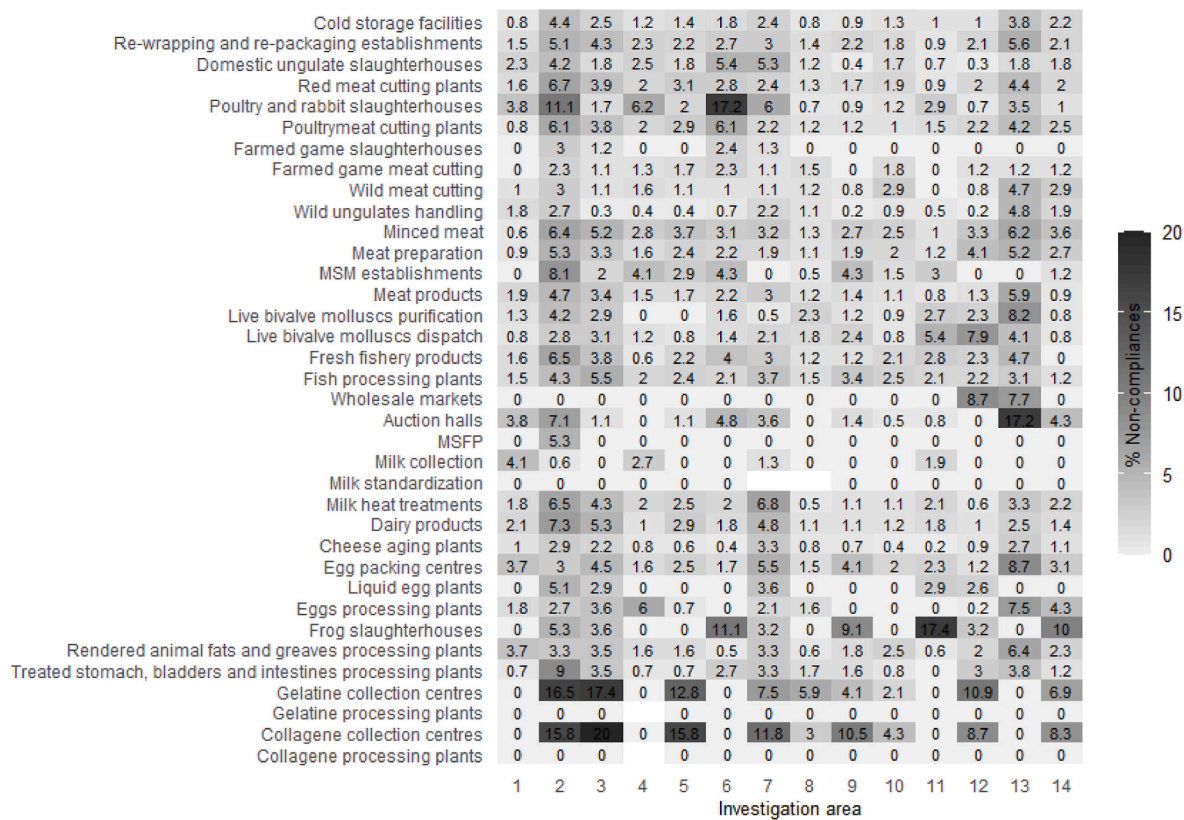 Cold storage facilities 0.8 4.4 2.5 1.2 1.4 1.8 2.4 0.8 0.9 1.3 1 1 3.8 2.2
Re-wrapping and re-packaging establishments 1.5 5.1 4.3 2.3 2.2 2.7 3 1.4 2.2 1.8 0.9 2.1 5.6 2.1
Domestic ungulate slaughterhouses 2.3 4.2 1.8 2.5 1.8 5.4 5.3 1.2 0.4 1.7 0.7 0.3 1.8 1.8
Red meat cutting plants 1.6 6.7 3.9 2 3.1 2.8 2.4 1.3 1.7 1.9 0.9 2 4.4 2
Poultry and rabbit slaughterhouses 3.8 11.1 1.7 6.2 2 17.2 6 0.7 0.9 1.2 2.9 0.7 3.5 1
Poultrymeat cutting plants 0.8 6.1 3.8 2 2.9 6.1 2.2 1.2 1.2 1 1.5 2.2 4.2 2.5
Farmed game slaughterhouses 0 3 1.2 0 0 2.4 1.3 0 0 0 0 0 0 0
Farmed game meat cutting 0 2.3 1.1 1.3 1.7 2.3 1.1 1.5 0 1.8 0 1.2 1.2 1.2
Wild meat cutting 1 3 1.1 1.6 1.1 1 1.1 1.2 0.8 2.9 0 0.8 4.7 2.9
Wild ungulates handling 1.8 2.7 0.3 0.4 0.4 0.7 2.2 1.1 0.2 0.9 0.5 0.2 4.8 1.9
Minced meat 0.6 6.4 5.2 2.8 3.7 3.1 3.2 1.3 2.7 2.5 1 3.3 6.2 3.6
Meat preparation 0.9 5.3 3.3 1.6 2.4 2.2 1.9 1.1 1.9 2 1.2 4.1 5.2 2.7
MSM establishments 0 8.1 2 4.1 2.9 4.3 0 0.5 4.3 1.5 3 0 0 1.2
Meat products 1.9 4.7 3.4 1.5 1.7 2.2 3 1.2 1.4 1.1 0.8 1.3 5.9 0.9
Live bivalve molluscs purification 1.3 4.2 2.9 0 0 1.6 0.5 2.3 1.2 0.9 2.7 2.3 8.2 0.8
Live bivalve molluscs dispatch 0.8 2.8 3.1 1.2 0.8 1.4 2.1 1.8 2.4 0.8 5.4 7.9 4.1 0.8
Fresh fishery products 1.6 6.5 3.8 0.6 2.2 4 3 1.2 1.2 2.1 2.8 2.3 4.7 0
Fish processing plants 1.5 4.3 5.5 2 2.4 2.1 3.7 1.5 3.4 2.5 2.1 2.2 3.1 1.2
Wholesale markets 0 0 0 0 0 0 0 0 0 0 0 8.7 7.7 0
Auction halls 3.8 7.1 1.1 0 1.1 4.8 3.6 0 1.4 0.5 0.8 0 17.2 4.3
MSFP 0 5.3 0 0 0 0 0 0 0 0 0 0 0 0
Milk collection 4.1 0.6 0 2.7 0 0 1.3 0 0 0 1.9 0 0 0
Milk standardization 0 0 0 0 0 0 0 0 0 0 0 0
Milk heat treatments 1.8 6.5 4.3 2 2.5 2 6.8 0.5 1.1 1.1 2.1 0.6 3.3 2.2
Dairy products 2.1 7.3 5.3 1 2.9 1.8 4.8 1.1 1.1 1.2 1.8 1 2.5 1.4
Cheese aging plants 1 2.9 2.2 0.8 0.6 0.4 3.3 0.8 0.7 0.4 0.2 0.9 2.7 1.1
Egg packing centres 3.7 3 4.5 1.6 2.5 1.7 5.5 1.5 4.1 2 2.3 1.2 8.7 3.1
Liquid egg plants 0 5.1 2.9 0 0 0 3.6 0 0 0 2.9 2.6 0 0
Eggs processing plants 1.8 2.7 3.6 6 0.7 0 2.1 1.6 0 0 0 0.2 7.5 4.3
Frog slaughterhouses 0 5.3 3.6 0 0 11.1 3.2 0 9.1 0 17.4 3.2 0 10
Rendered animal fats and greaves processing plants 3.7 3.3 3.5 1.6 1.6 0.5 3.3 0.6 1.8 2.5 0.6 2 6.4 2.3
Treated stomach, bladders and intestines processing plants 0.7 9 3.5 0.7 0.7 2.7 3.3 1.7 1.6 0.8 0 3 3.8 1.2
Gelatine collection centres 0 16.5 17.4 0 12.8 0 7.5 5.9 4.1 2.1 0 10.9 0 6.9
Gelatine processing plants 0 0 0 0 0 0 0 0 0 0 0 0 0
Collagene collection centres 0 15.8 20 0 15.8 0 11.8 3 10.5 4.3 0 8.7 0 8.3
Collagene processing plants 0 0 0 0 0 0 0 0 0 0 0 0 0
1 2 3 4 5 6 7 8 9 10 11 12 13 14
Investigation area
% Non-compliances
20
15
10
5
0